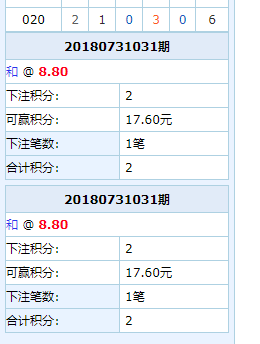 020 2 1 0 3 0 6
20180731031期
和 @ 8.80
下注积分: 2
可赢积分: 17.60元
下注笔数: 1笔
合计积分: 2
20180731031期
和 @ 8.80
下注积分: 2
可赢积分: 17.60元
下注笔数: 1笔
合计积分: 2